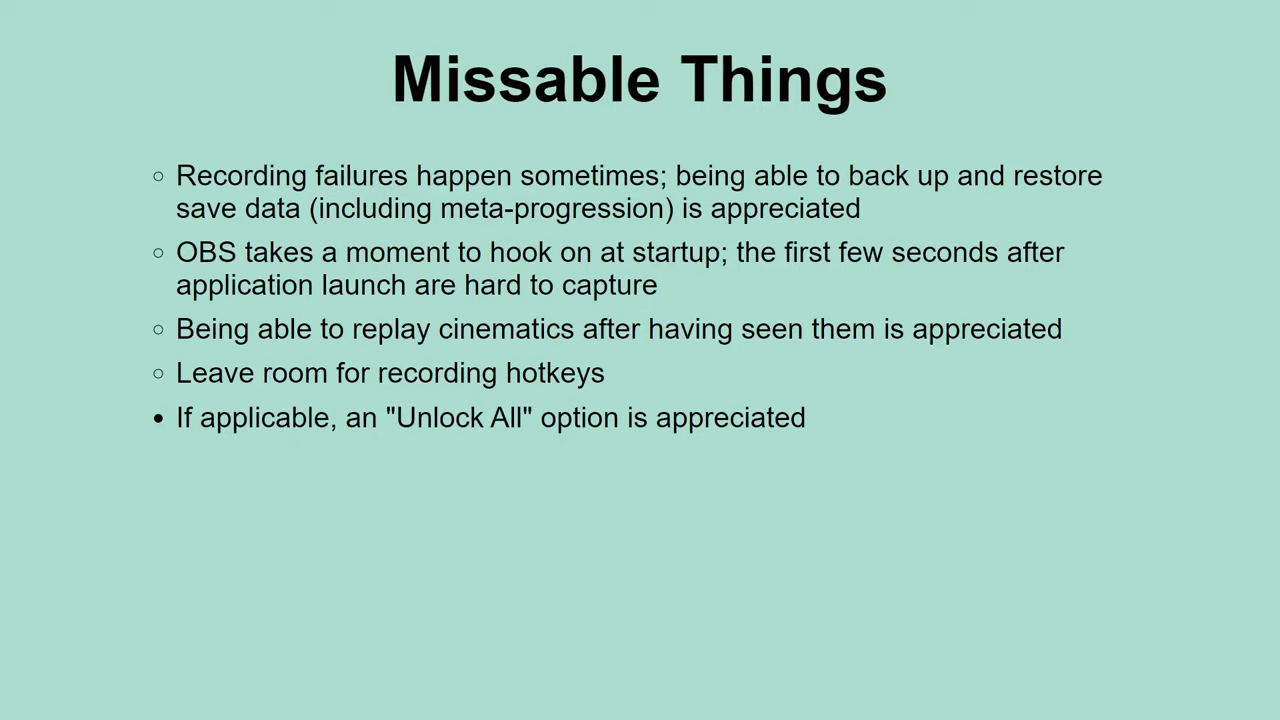 Missable Things
Recording failures happen sometimes; being able to back up and restore
save data (including meta-progression) is appreciated
OBS takes a moment to hook on at startup; the first few seconds after
application launch are hard to capture
Being able to replay cinematics after having seen them is appreciated
Leave room for recording hotkeys
If applicable, an "Unlock All" option is appreciated